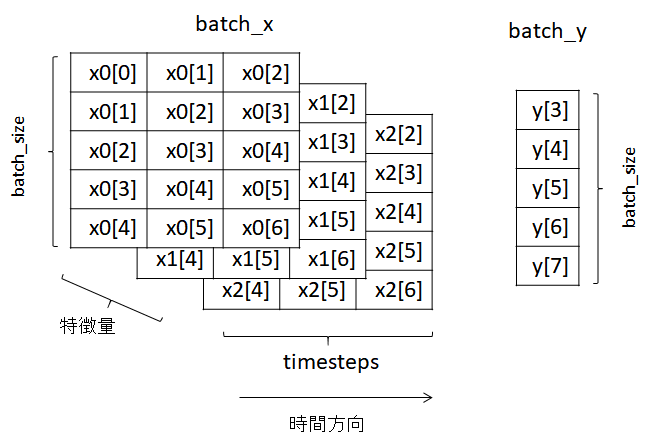 batch_x
batch_y
batch_size
x0[0] x0[1] x0[2]
x0[1] x0[2] x0[3]
x0[2] x0[3] x0[4]
x0[3] x0[4] x0[5]
x0[4] x0[5] x0[6]
x1[2]
x1[3]
x1[4]
x1[5]
x1[4] x1[5] x1[6]
x2[2]
x2[3]
x2[4]
x2[5]
x2[4] x2[5] x2[6]
y[3]
y[4]
y[5]
y[6]
y[7]
batch_size
特徴量
timesteps
時間方向